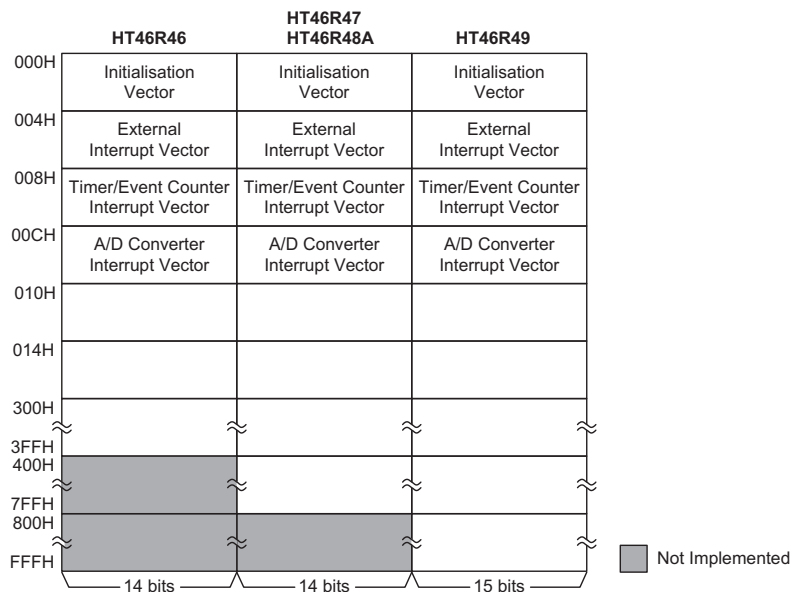 HT46R46
HT46R47
HT46R48A
HT46R49
000H
Initialisation
Vector
Initialisation
Vector
Initialisation
Vector
004H
External
Interrupt Vector
External
Interrupt Vector
External
Interrupt Vector
008H
Timer/Event Counter
Interrupt Vector
Timer/Event Counter
Interrupt Vector
Timer/Event Counter
Interrupt Vector
00CH
A/D Converter
Interrupt Vector
A/D Converter
Interrupt Vector
A/D Converter
Interrupt Vector
010H
014H
300H
3FFH
400H
7FFH
800H
FFFH
Not Implemented
14 bits
14 bits
15 bits